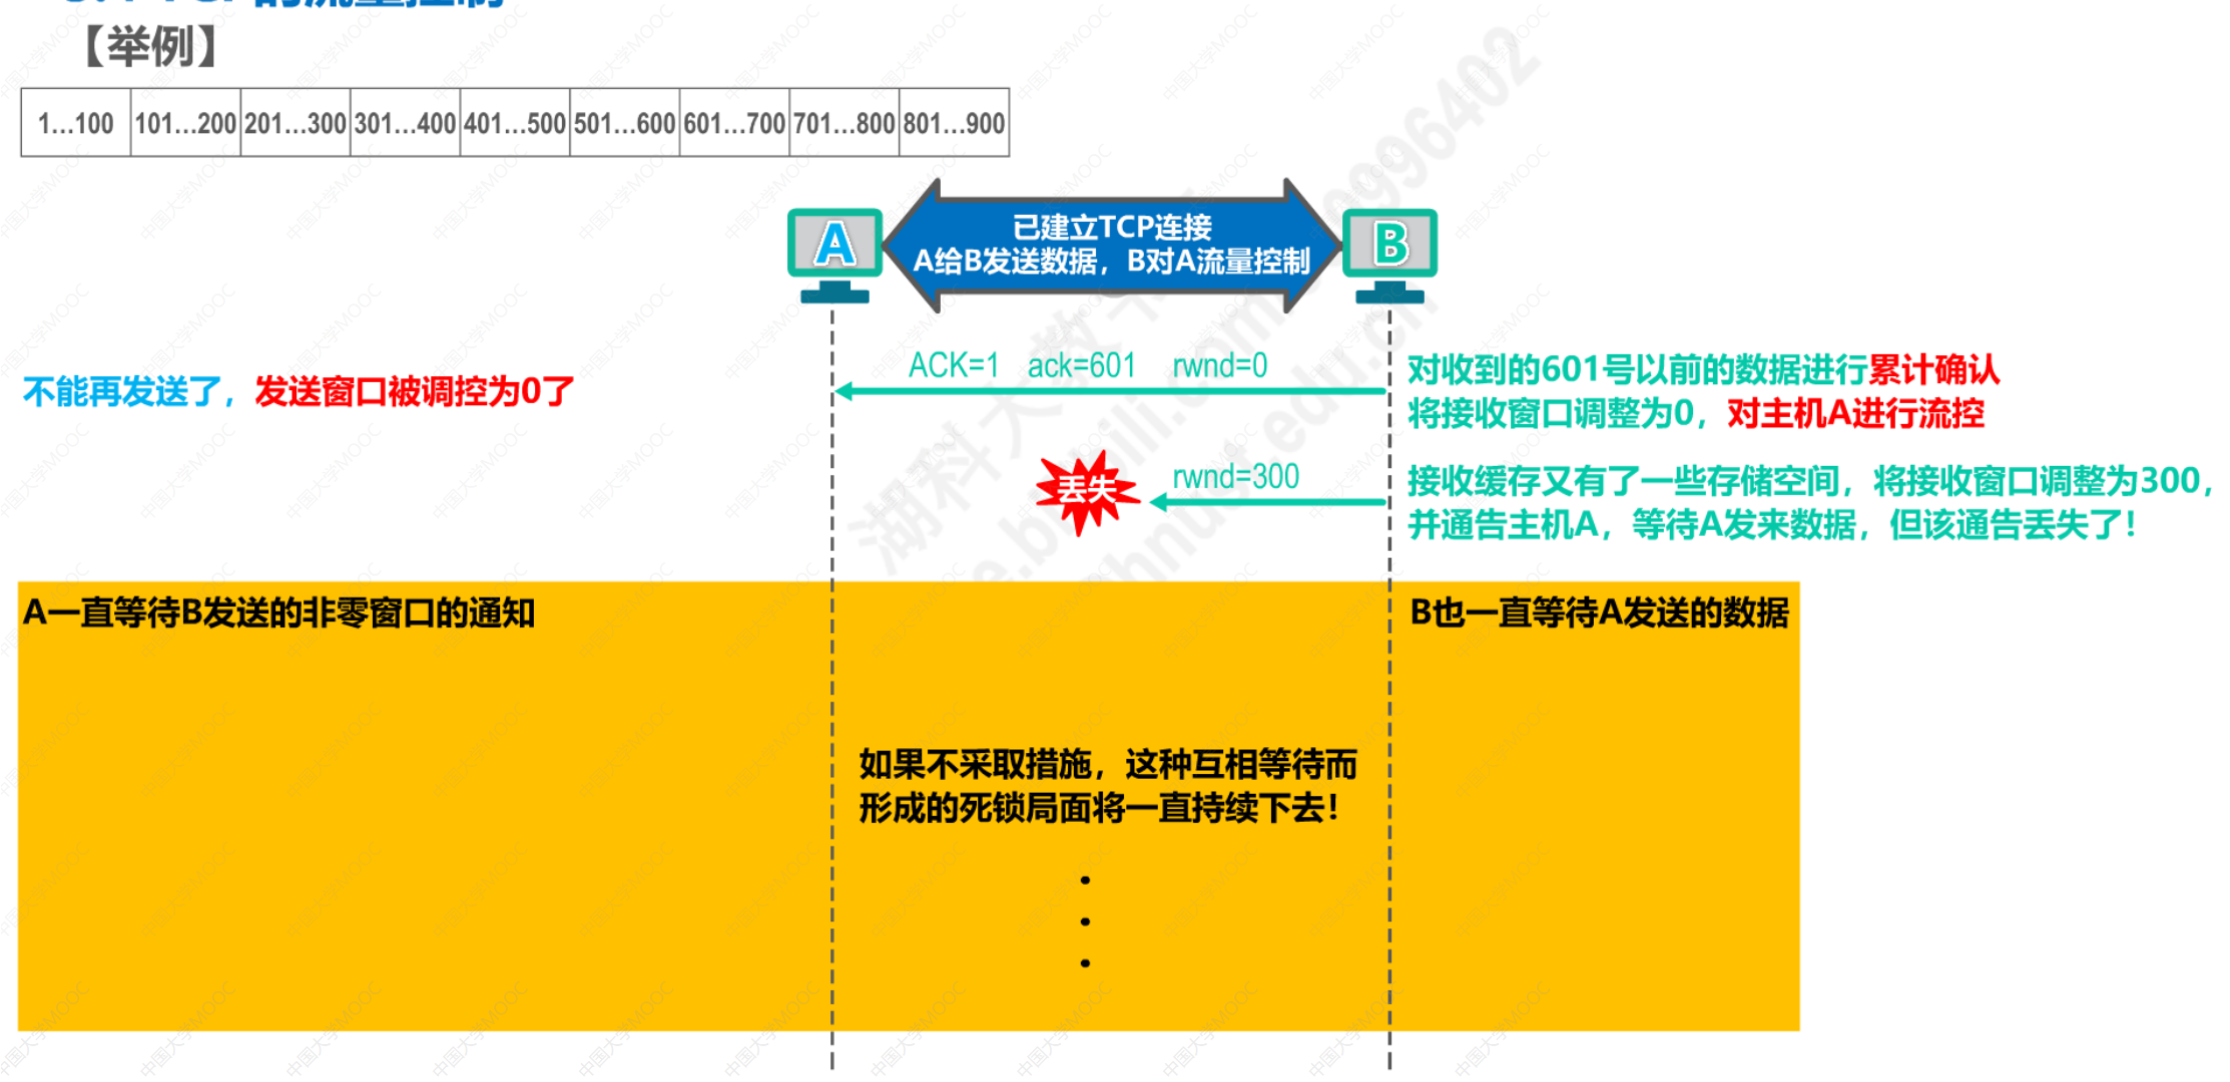 【举例】
1…100 101…200 201…300 301…400 401…500 501…600 601…700 701…800 801…900
A
已建立TCP连接
A给B发送数据，B对A流量控制
B
ACK=1 ack=601 rwnd=0
不能再发送了，发送窗口被调控为0了
对收到的601号以前的数据进行累计确认
将接收窗口调整为0，对主机A进行流控
丢失
rwnd=300
接收缓存又有了一些存储空间，将接收窗口调整为300，
并通告主机A，等待A发来数据，但该通告丢失了！
A一直等待B发送的非零窗口的通知
B也一直等待A发送的数据
如果不采取措施，这种互相等待而
形成的死锁局面将一直持续下去！
中国大学MOOC